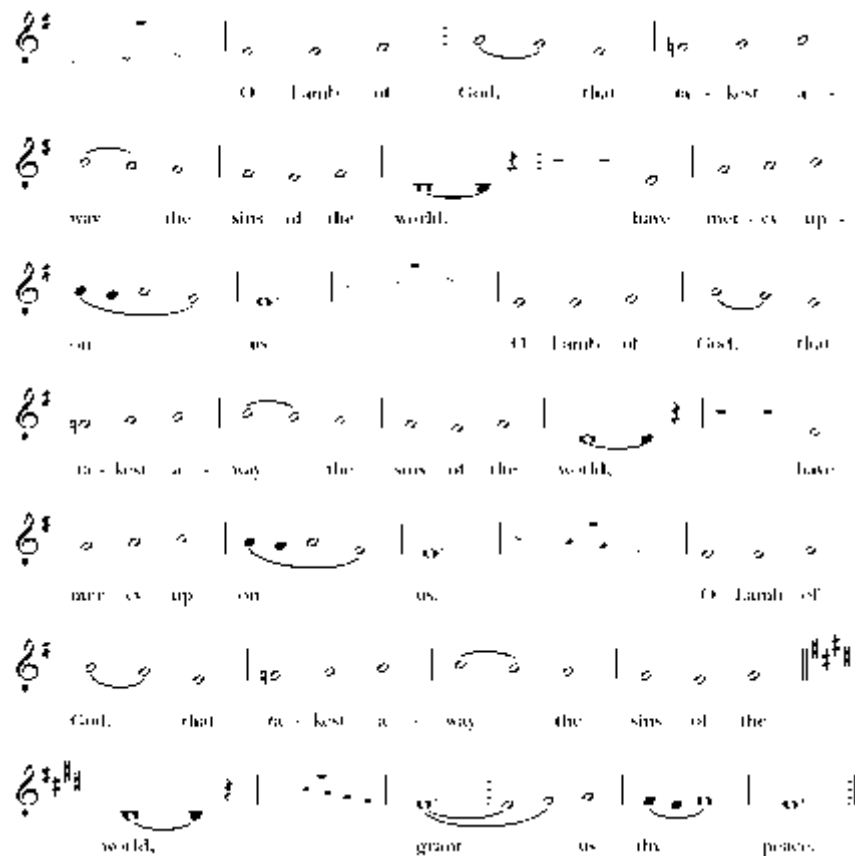 O Lamb of God, that ta - kest a -
way the sins of the world, have mer - cy up -
on us O Lamb of God, that
ta - kest a - way the sins of the world, have
mer cy up on us. O Lamb of
God, that ta - kest a - way the sins of the
world, grant us thy peace.